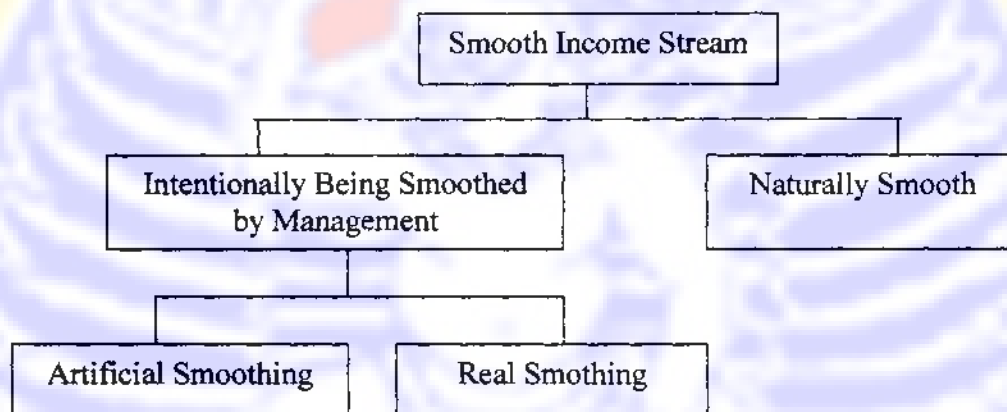 Smooth Income Stream
Intentionally Being Smoothed
by Management
Naturally Smooth
Artificial Smoothing
Real Smothing